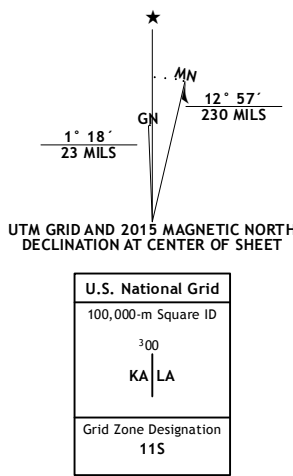 ★
MN
GN
12° 57´
230 MILS
1° 18´
23 MILS
UTM GRID AND 2015 MAGNETIC NORTH
DECLINATION AT CENTER OF SHEET
U.S. National Grid
100,000-m Square ID
³00
KA LA
Grid Zone Designation
11S